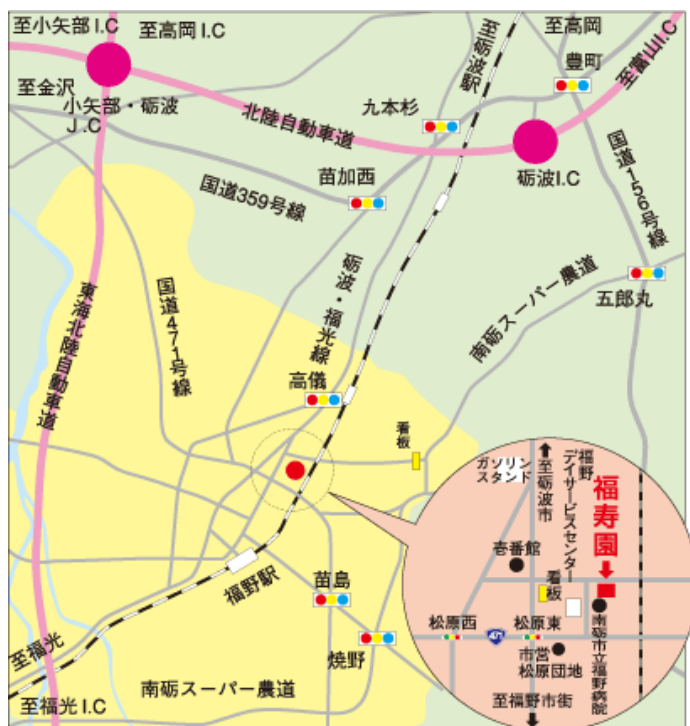 至小矢部I.C
至高岡I.C
至砺波駅
至高岡
豊町
至富山I.C
至金沢
小矢部・砺波
J.C
北陸自動車道
九本杉
砺波I.C
国道156号線
苗加西
国道359号線
五郎丸
東海北陸自動車道
国道471号線
砺波・福光線
南砺スーパー農道
高儀
看板
福野駅
苗島
焼野
至福光
至福光I.C
南砺スーパー農道
ガソリン
スタンド
至砺波市
福野
デイサービスセンター
福寿園
壱番館
看板
松原西
471
松原東
市営
松原団地
南砺市立福野病院
至福野市街